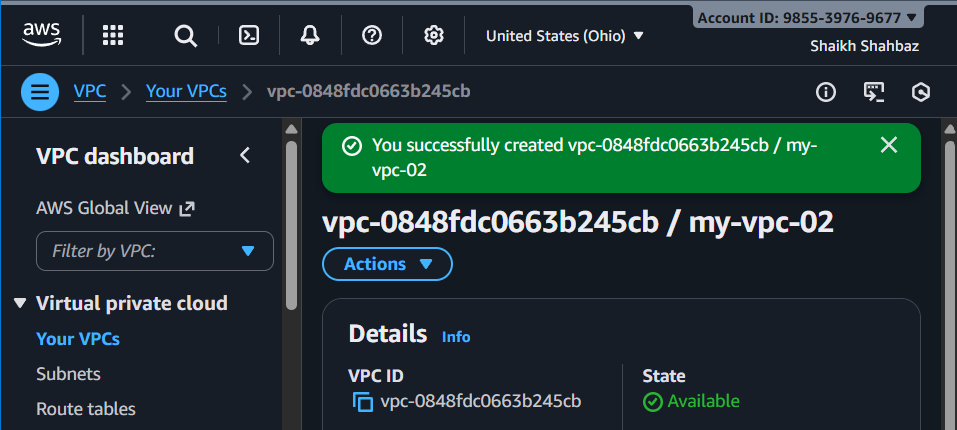 aws
United States (Ohio)
Account ID: 9855-3976-9677
Shaikh Shahbaz
VPC
Your VPCs
vpc-0848fdc0663b245cb
VPC dashboard
AWS Global View
Filter by VPC:
Virtual private cloud
Your VPCs
Subnets
Route tables
You successfully created vpc-0848fdc0663b245cb / my-
vpc-02
vpc-0848fdc0663b245cb / my-vpc-02
Actions
Details Info
VPC ID
vpc-0848fdc0663b245cb
State
Available